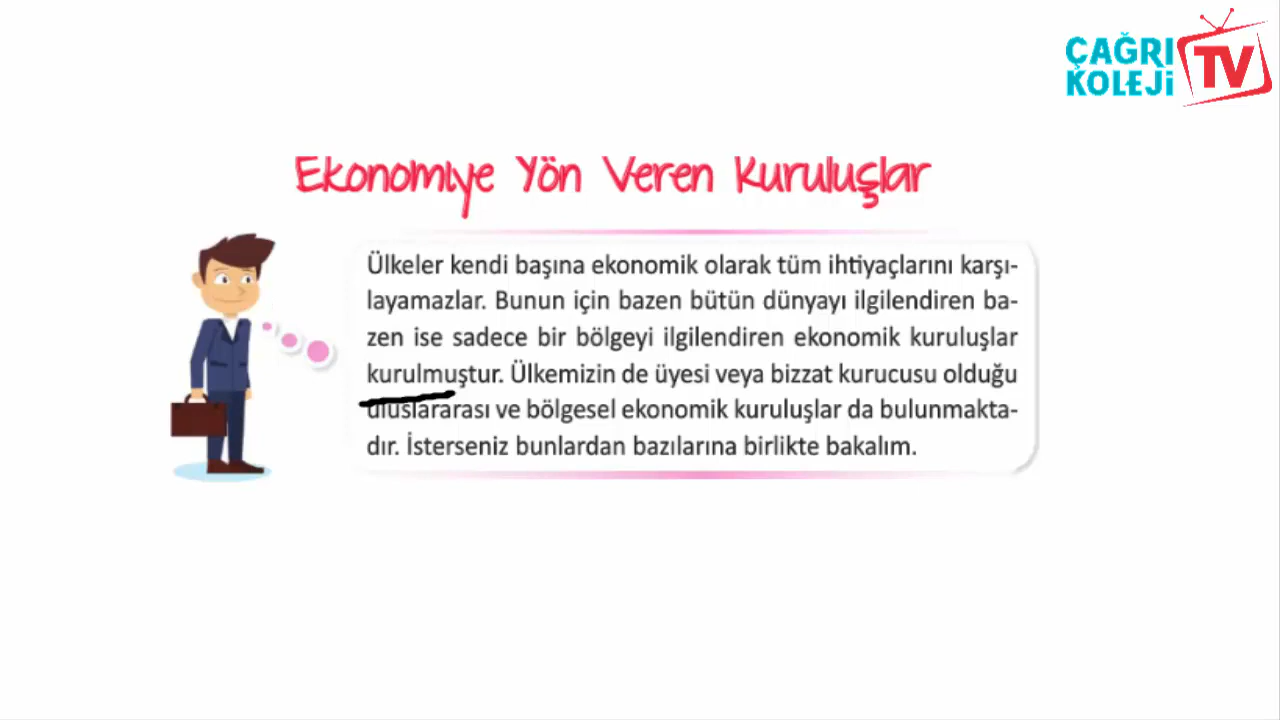 ÇAĞRI
KOLEJİ
TV
Ekonomiye Yön Veren Kuruluşlar
Ülkeler kendi başına ekonomik olarak tüm ihtiyaçlarını karşı-
layamazlar. Bunun için bazen bütün dünyayı ilgilendiren ba-
zen ise sadece bir bölgeyi ilgilendiren ekonomik kuruluşlar
kurulmuştur. Ülkemizin de üyesi veya bizzat kurucusu olduğu
uluslararası ve bölgesel ekonomik kuruluşlar da bulunmakta-
dır. İsterseniz bunlardan bazılarına birlikte bakalım.